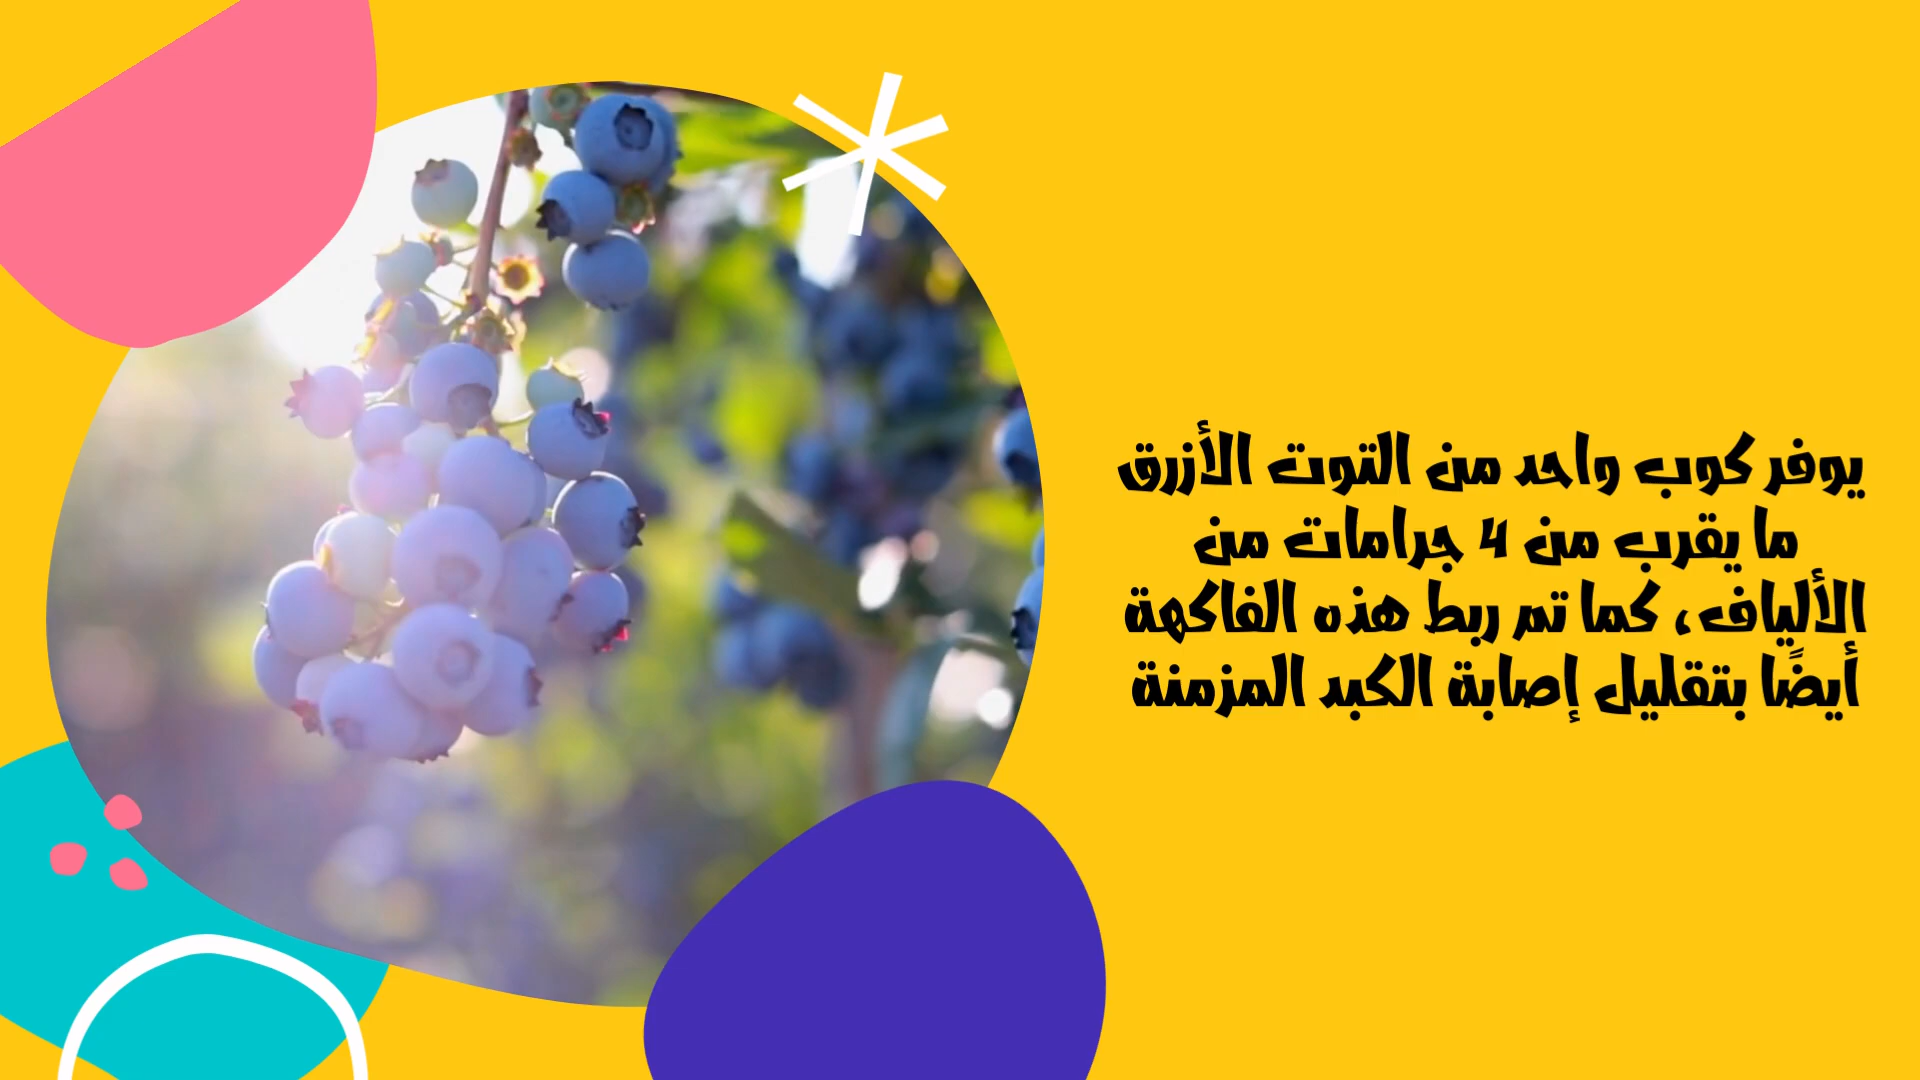 يوفر كوب واحد من التوت الأزرق
ما يقرب من 4 جرامات من
الألياف، كما تم ربط هذه الفاكهة
أيضًا بتقليل إصابة الكبد المزمنة